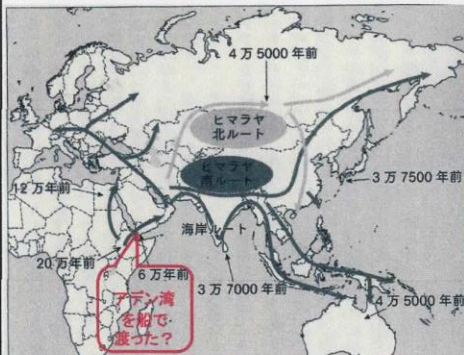 4万5000年前
ヒマラヤ
北ルート
ヒマラヤ
南ルート
3万7500年前
12万年前
海岸ルート
20万年前
6万年前
3万7000年前
4万5000年前
アデン湾
を船で
渡った?